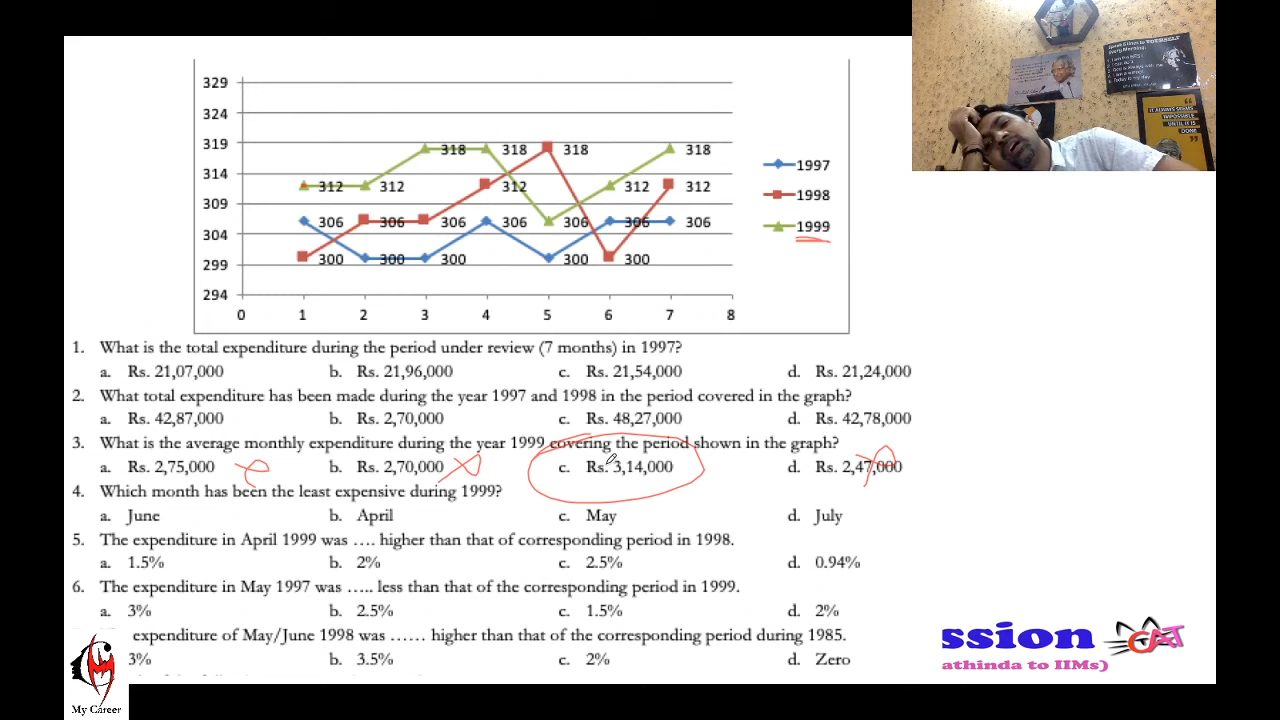 329
324
319
314
309
304
299
294
318 318 318 318
312 312 312 312 312
306 306 306 306 306 306 306
300 300 300 300 300
0 1 2 3 4 5 6 7 8
1997
1998
1999
1. What is the total expenditure during the period under review (7 months) in 1997?
a. Rs. 21,07,000 b. Rs. 21,96,000 c. Rs. 21,54,000 d. Rs. 21,24,000
2. What total expenditure has been made during the year 1997 and 1998 in the period covered in the graph?
a. Rs. 42,87,000 b. Rs. 2,70,000 c. Rs. 48,27,000 d. Rs. 42,78,000
3. What is the average monthly expenditure during the year 1999 covering the period shown in the graph?
a. Rs. 2,75,000 b. Rs. 2,70,000 c. Rs. 3,14,000 d. Rs. 2,47,000
4. Which month has been the least expensive during 1999?
a. June b. April c. May d. July
5. The expenditure in April 1999 was …. higher than that of corresponding period in 1998.
a. 1.5% b. 2% c. 2.5% d. 0.94%
6. The expenditure in May 1997 was ….. less than that of the corresponding period in 1999.
a. 3% b. 2.5% c. 1.5% d. 2%
expenditure of May/June 1998 was …… higher than that of the corresponding period during 1985.
3% b. 3.5% c. 2% d. Zero
My Career
ssion CAT
athinda to IIMs)
IT ALWAYS SEEMS
IMPOSSIBLE
UNTIL IT IS
DONE